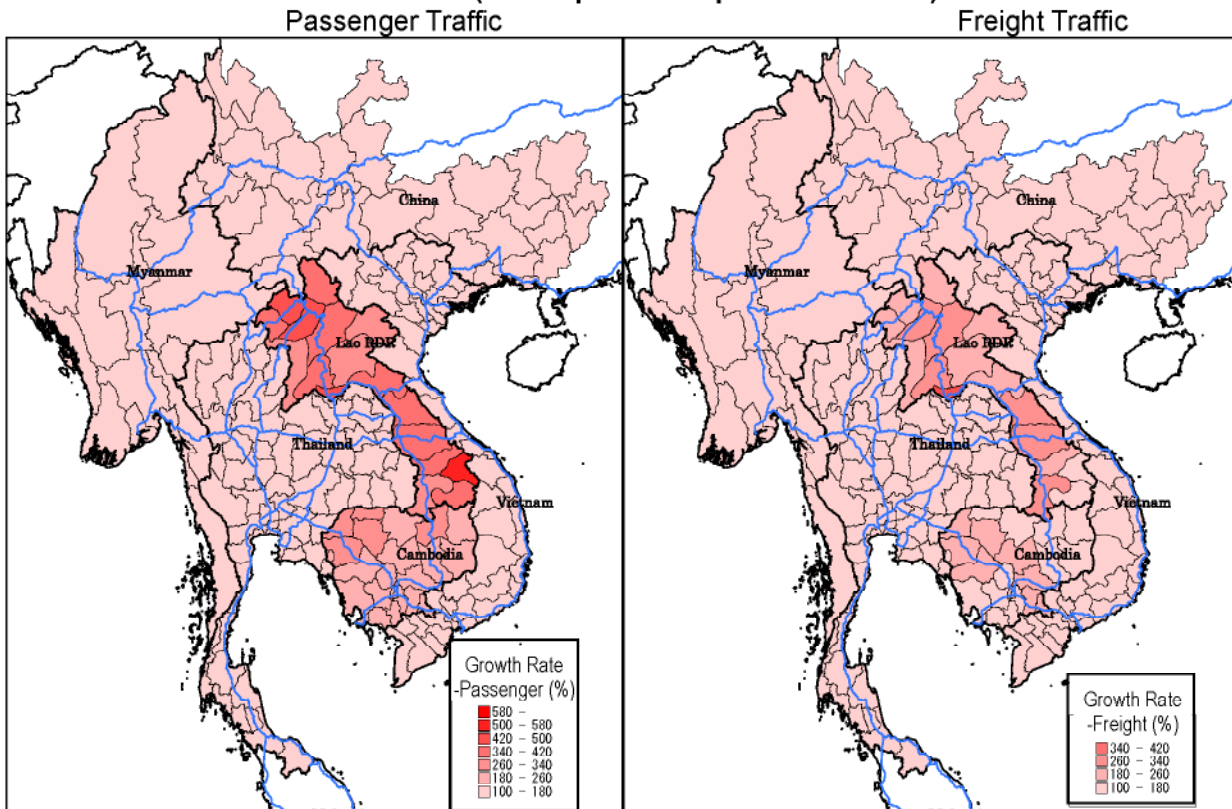 Passenger Traffic
Freight Traffic
China
Myanmar
Lao PDR
Thailand
Vietnam
Cambodia
Growth Rate
-Passenger (%)
580 -
500 - 580
420 - 500
340 - 420
260 - 340
180 - 260
100 - 180
China
Myanmar
Lao PDR
Thailand
Vietnam
Cambodia
Growth Rate
-Freight (%)
340 - 420
260 - 340
180 - 260
100 - 180